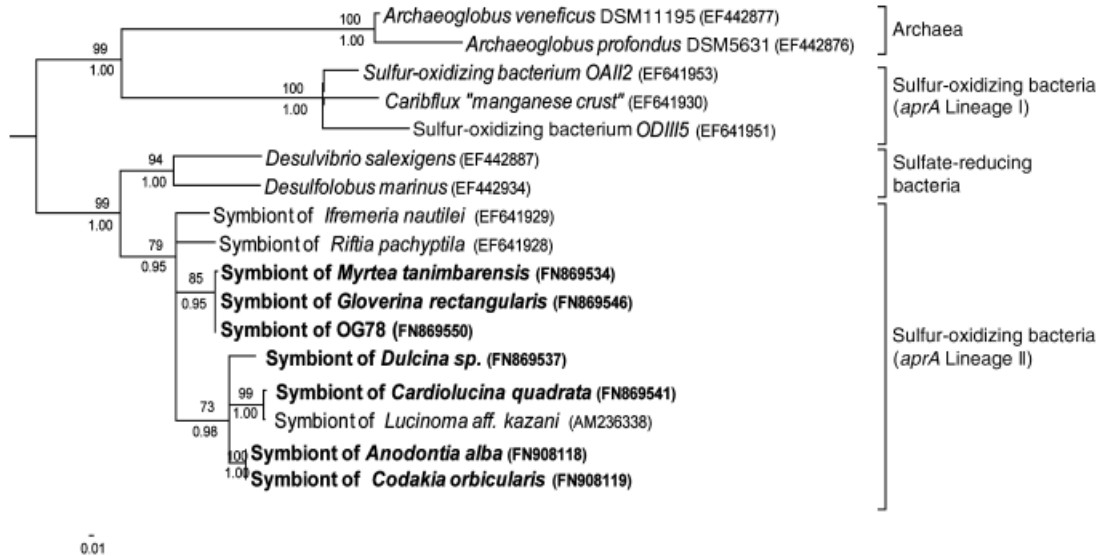 100
1.00
Archaeoglobus veneficus DSM11195 (EF442877)
Archaeoglobus profondus DSM5631 (EF442876)
Archaea
99
1.00
100
1.00
Sulfur-oxidizing bacterium OAII2 (EF641953)
Caribflux "manganese crust" (EF641930)
Sulfur-oxidizing bacterium ODIII5 (EF641951)
Sulfur-oxidizing bacteria
(aprA Lineage I)
94
1.00
Desulvibrio salexigens (EF442887)
Desulfolobus marinus (EF442934)
Sulfate-reducing
bacteria
99
1.00
79
0.95
Symbiont of Ifremeria nautilei (EF641929)
Symbiont of Riftia pachyptila (EF641928)
85
0.95
Symbiont of Myrtea tanimbarensis (FN869534)
Symbiont of Gloverina rectangularis (FN869546)
Symbiont of OG78 (FN869550)
Sulfur-oxidizing bacteria
(aprA Lineage II)
73
0.98
Symbiont of Dulcina sp. (FN869537)
99
1.00
Symbiont of Cardiolucina quadrata (FN869541)
Symbiont of Lucinoma aff. kazani (AM236338)
100
1.00
Symbiont of Anodontia alba (FN908118)
Symbiont of Codakia orbicularis (FN908119)
0.01